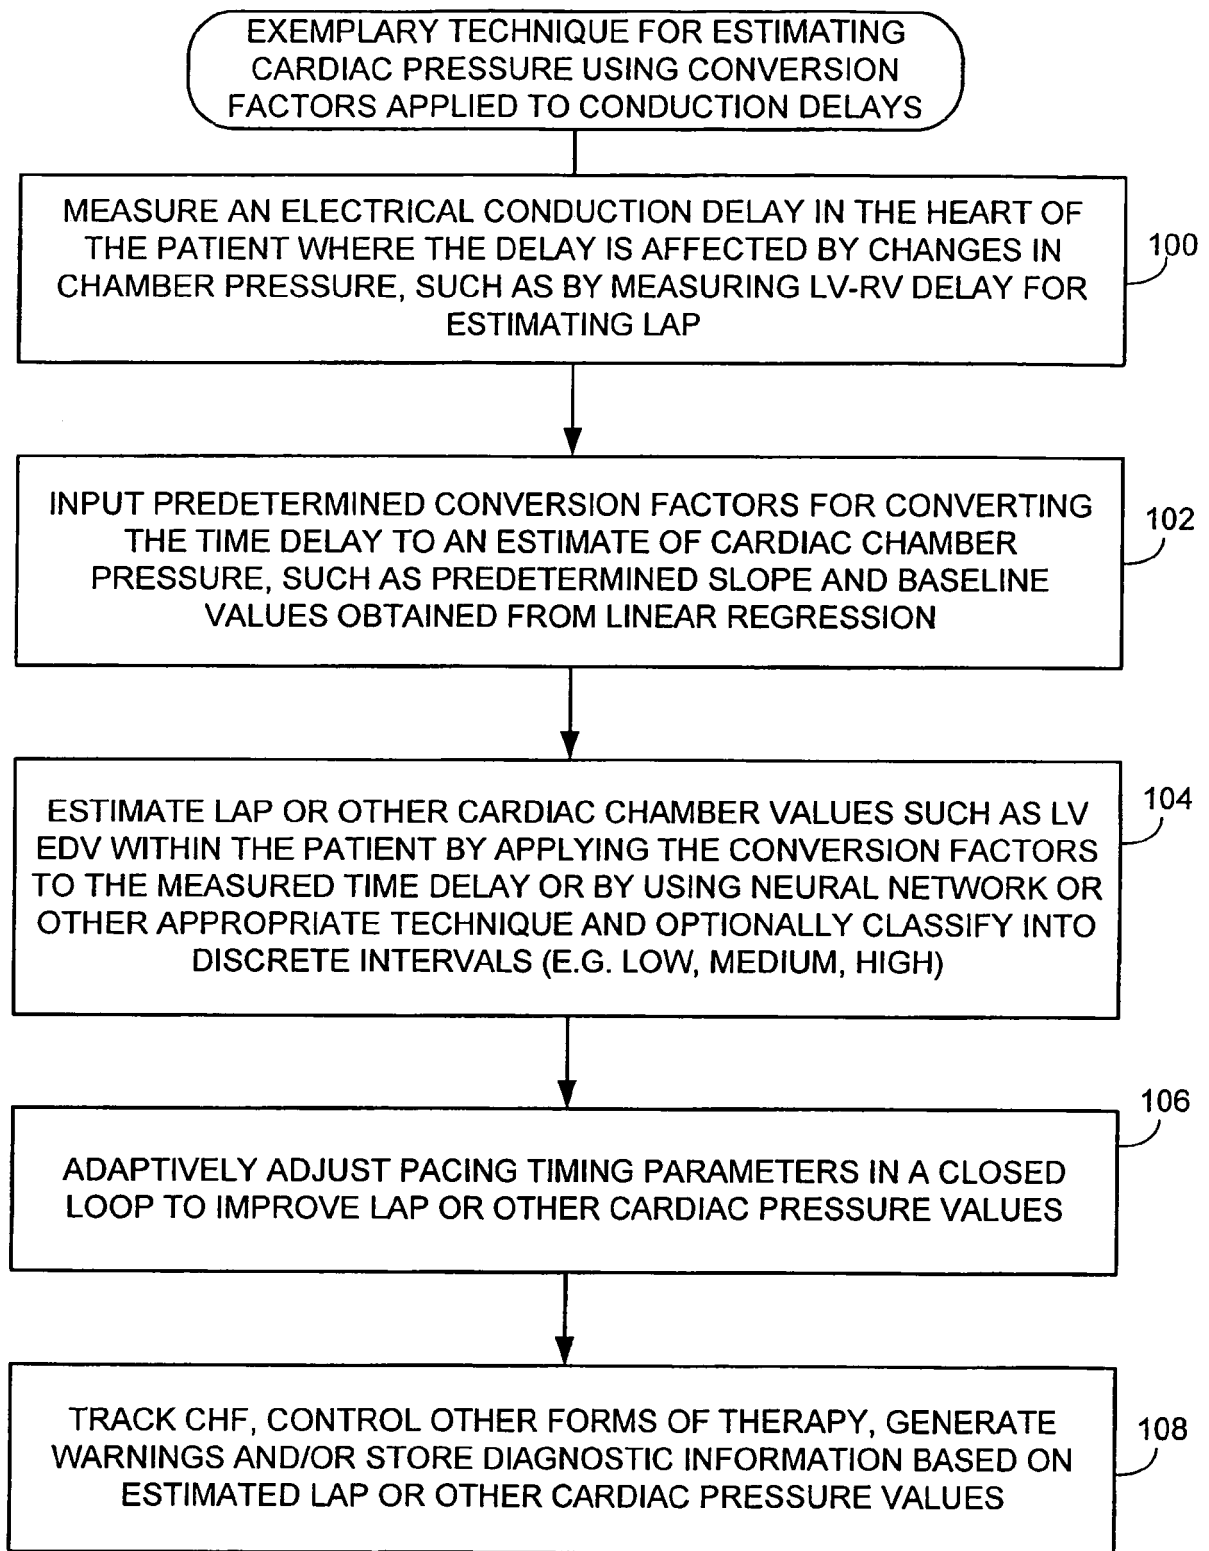 EXEMPLARY TECHNIQUE FOR ESTIMATING
CARDIAC PRESSURE USING CONVERSION
FACTORS APPLIED TO CONDUCTION DELAYS
MEASURE AN ELECTRICAL CONDUCTION DELAY IN THE HEART OF
THE PATIENT WHERE THE DELAY IS AFFECTED BY CHANGES IN
CHAMBER PRESSURE, SUCH AS BY MEASURING LV-RV DELAY FOR
ESTIMATING LAP
100
INPUT PREDETERMINED CONVERSION FACTORS FOR CONVERTING
THE TIME DELAY TO AN ESTIMATE OF CARDIAC CHAMBER
PRESSURE, SUCH AS PREDETERMINED SLOPE AND BASELINE
VALUES OBTAINED FROM LINEAR REGRESSION
102
ESTIMATE LAP OR OTHER CARDIAC CHAMBER VALUES SUCH AS LV
EDV WITHIN THE PATIENT BY APPLYING THE CONVERSION FACTORS
TO THE MEASURED TIME DELAY OR BY USING NEURAL NETWORK OR
OTHER APPROPRIATE TECHNIQUE AND OPTIONALLY CLASSIFY INTO
DISCRETE INTERVALS (E.G. LOW, MEDIUM, HIGH)
104
ADAPTIVELY ADJUST PACING TIMING PARAMETERS IN A CLOSED
LOOP TO IMPROVE LAP OR OTHER CARDIAC PRESSURE VALUES
106
TRACK CHF, CONTROL OTHER FORMS OF THERAPY, GENERATE
WARNINGS AND/OR STORE DIAGNOSTIC INFORMATION BASED ON
ESTIMATED LAP OR OTHER CARDIAC PRESSURE VALUES
108